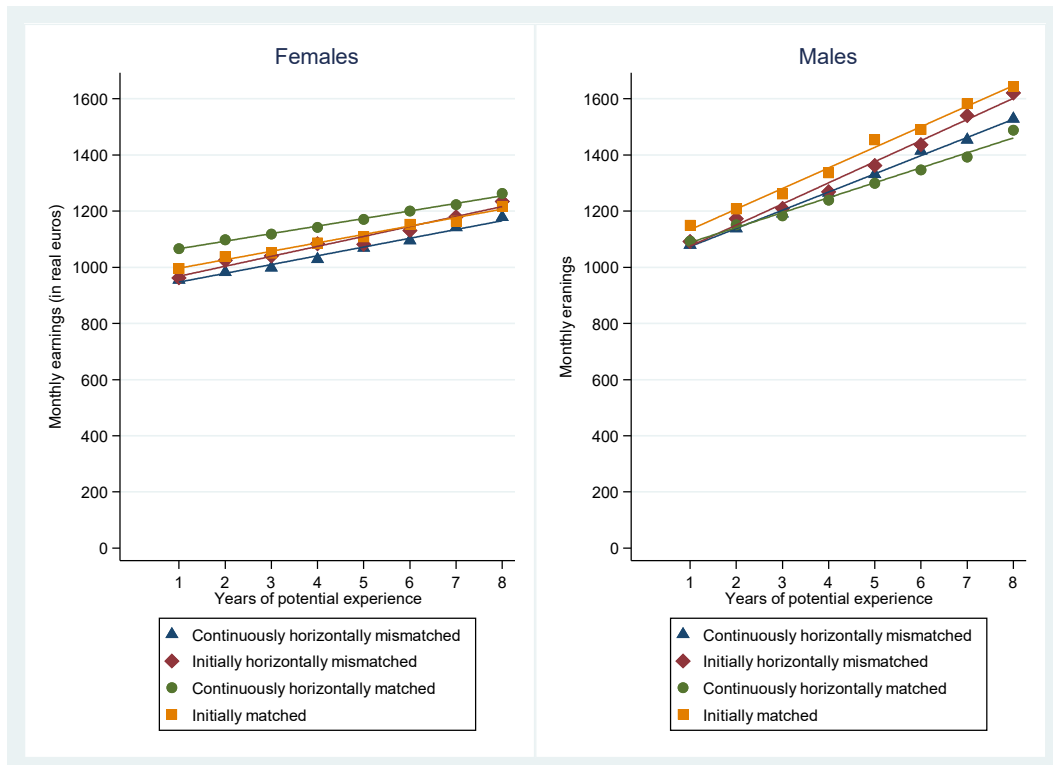 Females
Monthly earnings (in real euros)
1600
1400
1200
1000
800
600
400
200
0
1 2 3 4 5 6 7 8
Years of potential experience
Continuously horizontally mismatched
Initially horizontally mismatched
Continuously horizontally matched
Initially matched
Males
Monthly eranings
1600
1400
1200
1000
800
600
400
200
0
1 2 3 4 5 6 7 8
Years of potential experience
Continuously horizontally mismatched
Initially horizontally mismatched
Continuously horizontally matched
Initially matched